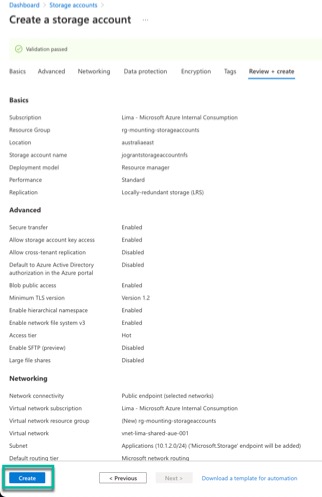 Dashboard > Storage accounts >
Create a storage account ...
Validation passed
Basics Advanced Networking Data protection Encryption Tags Review + create
Basics
Subscription Lima - Microsoft Azure Internal Consumption
Resource Group rg-mounting-storageaccounts
Location australiaeast
Storage account name jograntstorageaccountnfs
Deployment model Resource manager
Performance Standard
Replication Locally-redundant storage (LRS)
Advanced
Secure transfer Enabled
Allow storage account key access Enabled
Allow cross-tenant replication Disabled
Default to Azure Active Directory Disabled
authorization in the Azure portal
Blob public access Enabled
Minimum TLS version Version 1.2
Enable hierarchical namespace Enabled
Enable network file system v3 Enabled
Access tier Hot
Enable SFTP (preview) Disabled
Large file shares Disabled
Networking
Network connectivity Public endpoint (selected networks)
Virtual network subscription Lima - Microsoft Azure Internal Consumption
Virtual network resource group (New) rg-mounting-storageaccounts
Virtual network vnet-lima-shared-aue-001
Subnet Applications (10.1.2.0/24) ('Microsoft.Storage' endpoint will be added)
Default routing tier Microsoft network routing
Create < Previous Next > Download a template for automation